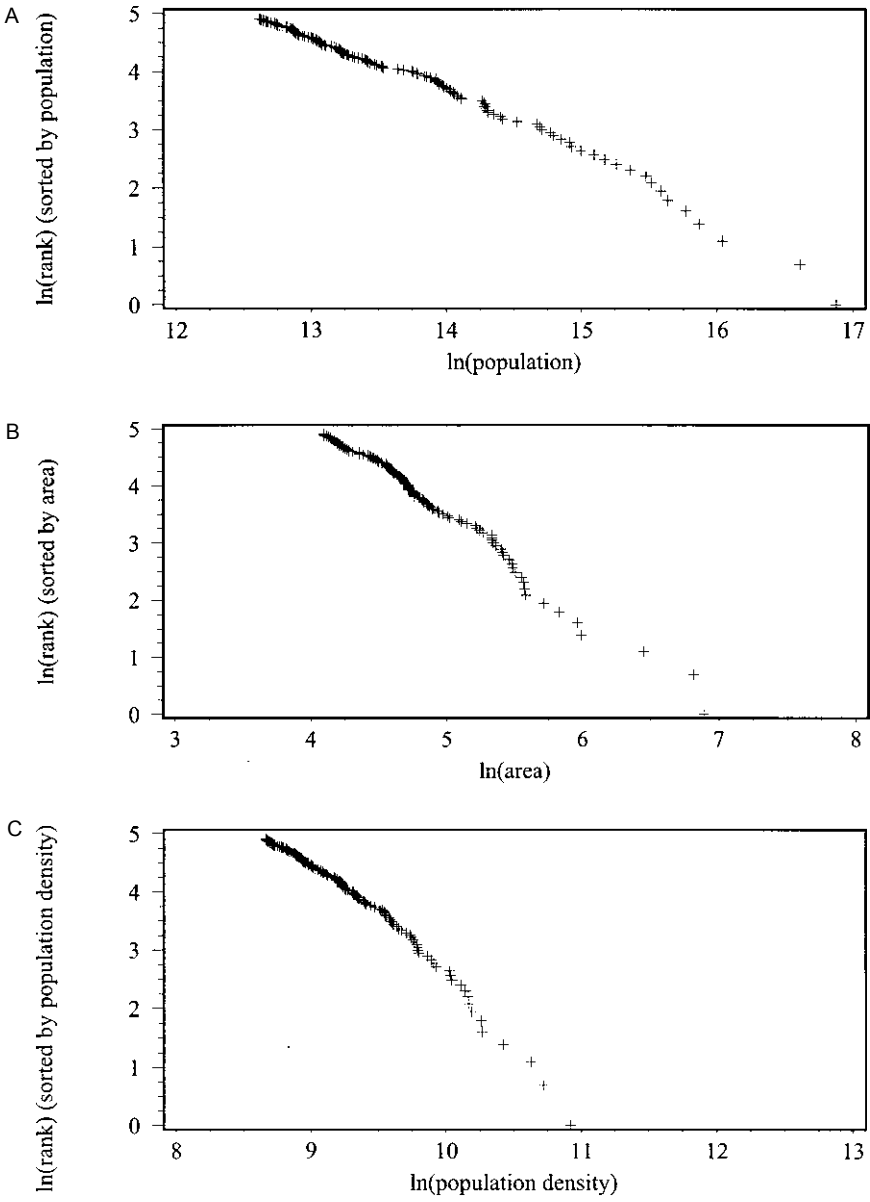 A
ln(rank) (sorted by population)
5
4
3
2
1
0
12 13 14 15 16 17
ln(population)
B
ln(rank) (sorted by area)
5
4
3
2
1
0
3 4 5 6 7 8
ln(area)
C
ln(rank) (sorted by population density)
5
4
3
2
1
0
8 9 10 11 12 13
ln(population density)